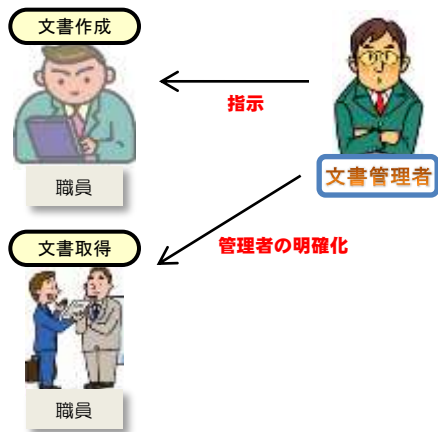 文書作成
指示
文書管理者
職員
文書取得
管理者の明確化
職員